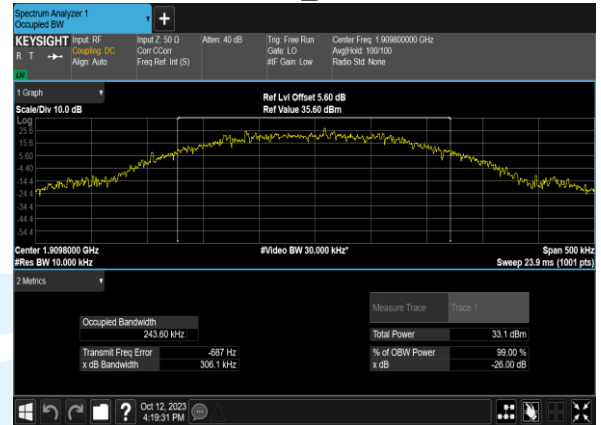 Spectrum Analyzer 1
Occupied BW
KEYSIGHT Input: RF Input Z: 50 Ω Atten: 40 dB Trig: Free Run Center Freq: 1.909800000 GHz
R T Coupling: DC Corr CCorr Gate: LO Avg|Hold: 100/100
Align: Auto Freq Ref: Int (S) #IF Gain: Low Radio Std: None
1 Graph
Ref Lvl Offset 5.60 dB
Scale/Div 10.0 dB Ref Value 35.60 dBm
Log
25.6
15.6
5.60
-4.40
-14.4
-24.4
-34.4
-44.4
-54.4
Center 1.9098000 GHz #Video BW 30.000 kHz* Span 500 kHz
#Res BW 10.000 kHz Sweep 23.9 ms (1001 pts)
2 Metrics
Measure Trace Trace 1
Occupied Bandwidth
243.60 kHz Total Power 33.1 dBm
Transmit Freq Error -687 Hz % of OBW Power 99.00 %
x dB Bandwidth 306.1 kHz x dB -26.00 dB
Oct 12, 2023
4:19:31 PM